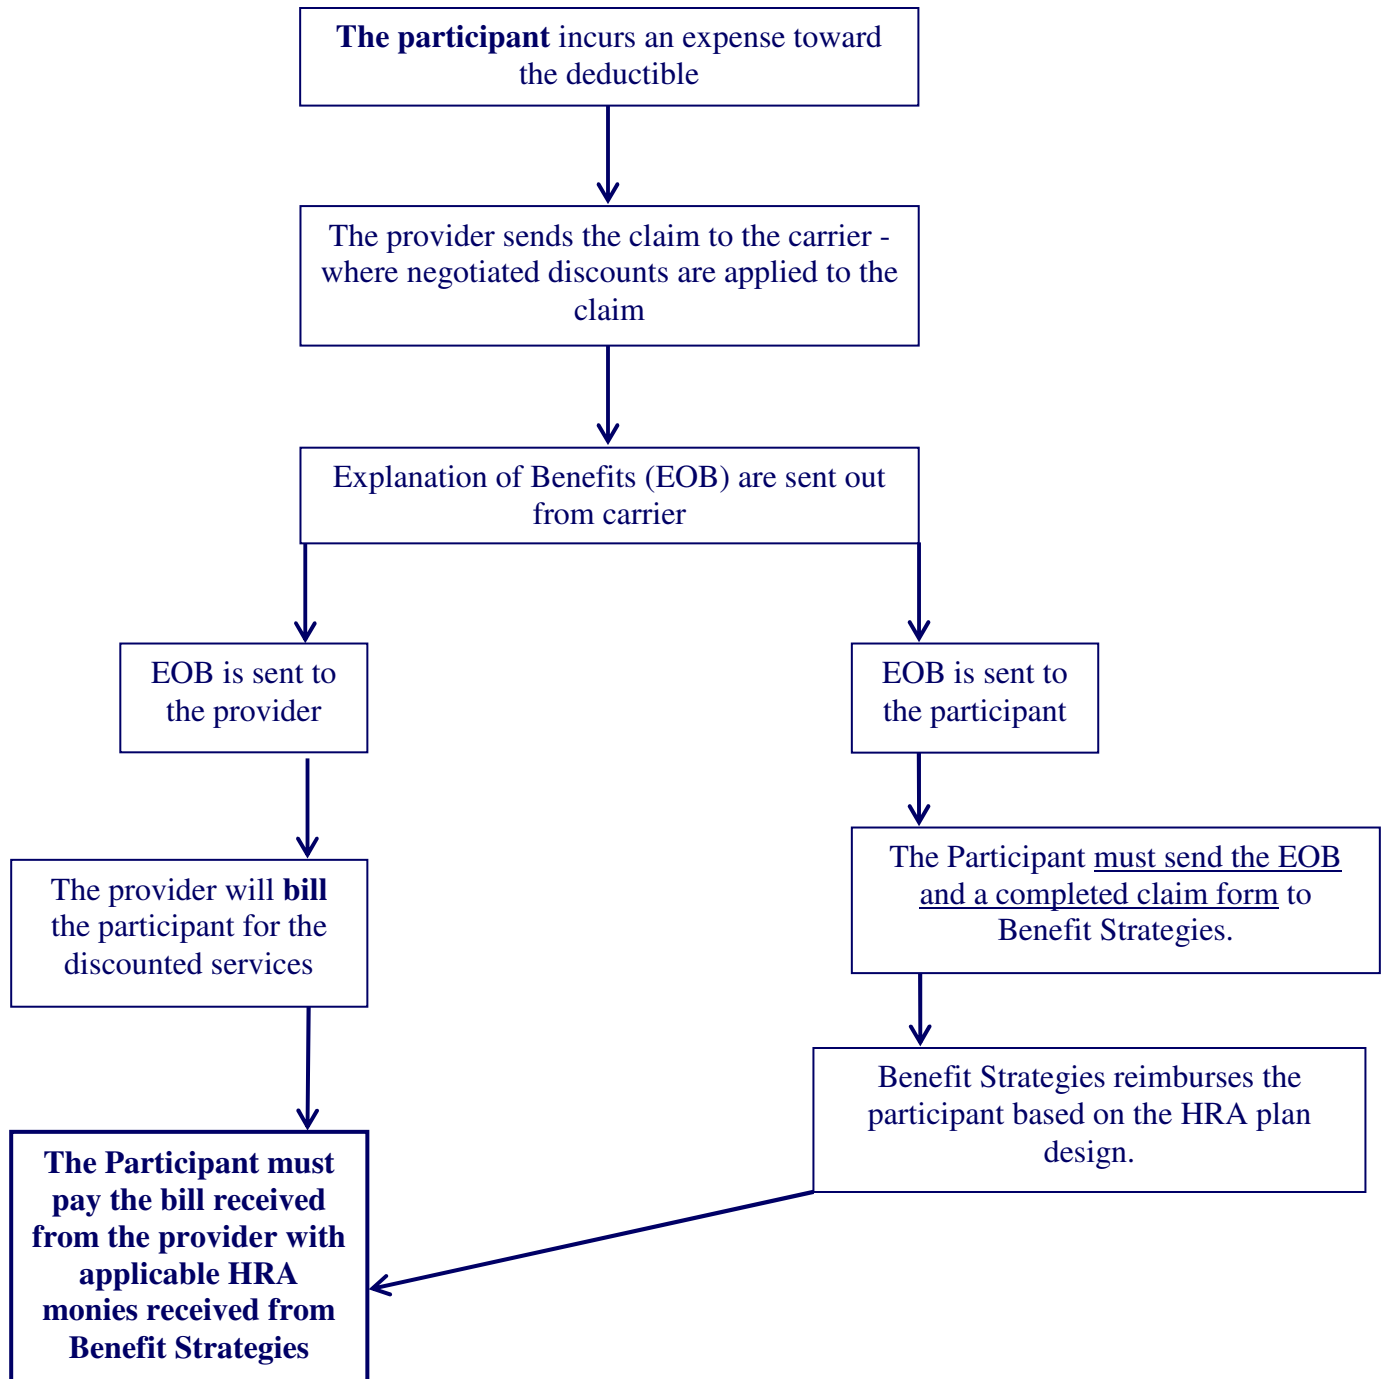 The participant incurs an expense toward
the deductible
The provider sends the claim to the carrier -
where negotiated discounts are applied to the
claim
Explanation of Benefits (EOB) are sent out
from carrier
EOB is sent to
the provider
EOB is sent to
the participant
The provider will bill
the participant for the
discounted services
The Participant must send the EOB
and a completed claim form to
Benefit Strategies.
Benefit Strategies reimburses the
participant based on the HRA plan
design.
The Participant must
pay the bill received
from the provider with
applicable HRA
monies received from
Benefit Strategies